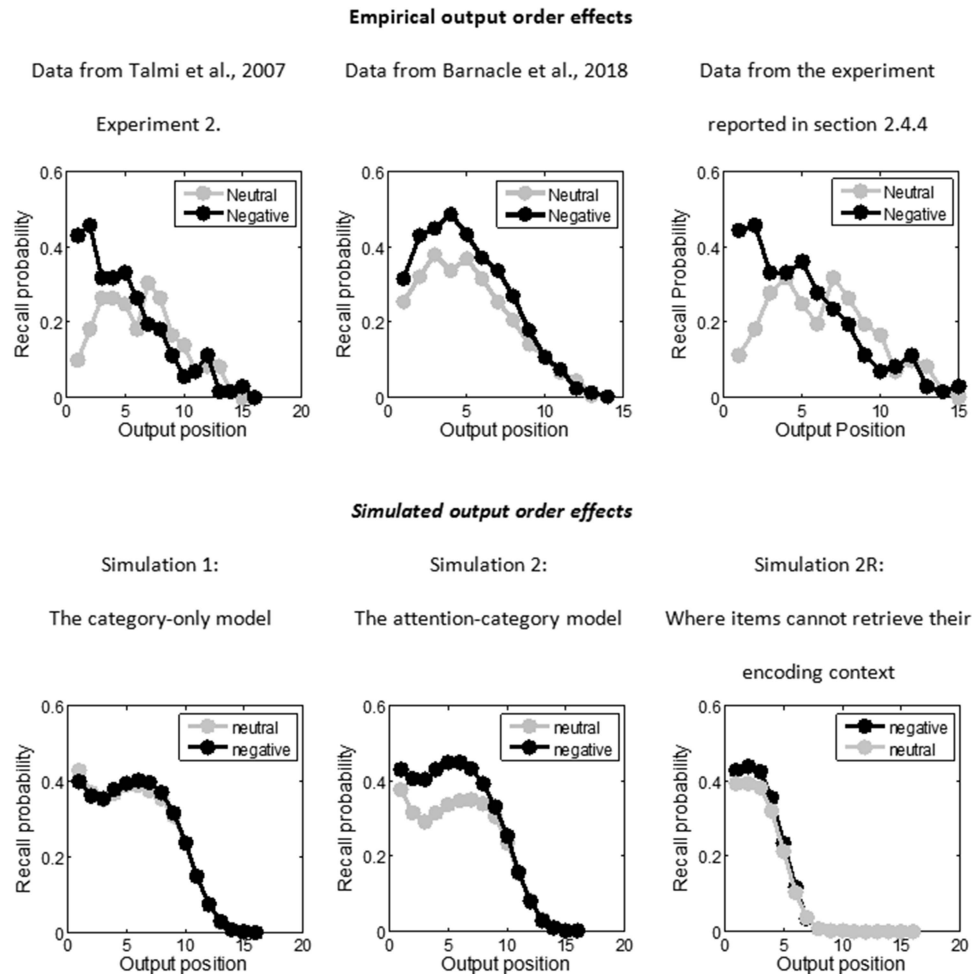 Empirical output order effects
Data from Talmi et al., 2007
Experiment 2.
Data from Barnacle et al., 2018
Data from the experiment
reported in section 2.4.4
0.6
0.4
0.2
0
Recall probability
Neutral
Negative
0 5 10 15 20
Output position
0.6
0.4
0.2
0
Recall probability
Neutral
Negative
0 5 10 15
Output position
0.6
0.4
0.2
0
Recall Probability
Neutral
Negative
0 5 10 15
Output Position
Simulated output order effects
Simulation 1:
The category-only model
Simulation 2:
The attention-category model
Simulation 2R:
Where items cannot retrieve their
encoding context
0.6
0.4
0.2
0
Recall probability
neutral
negative
0 5 10 15 20
Output position
0.6
0.4
0.2
0
Recall probability
neutral
negative
0 5 10 15 20
Output position
0.6
0.4
0.2
0
Recall probability
negative
neutral
0 5 10 15 20
Output position